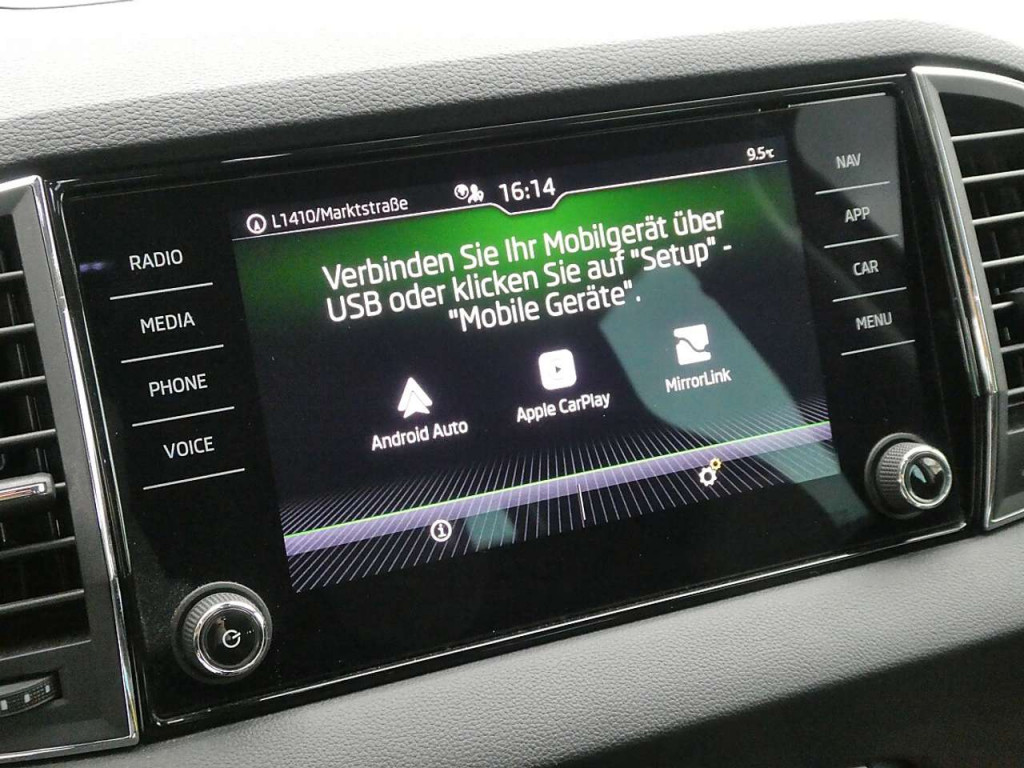 L1410/Marktstraße
16:14
9.5°C
Verbinden Sie Ihr Mobilgerät über
USB oder klicken Sie auf "Setup" -
"Mobile Geräte".
Android Auto
Apple CarPlay
MirrorLink
RADIO
MEDIA
PHONE
VOICE
NAV
APP
CAR
MENU